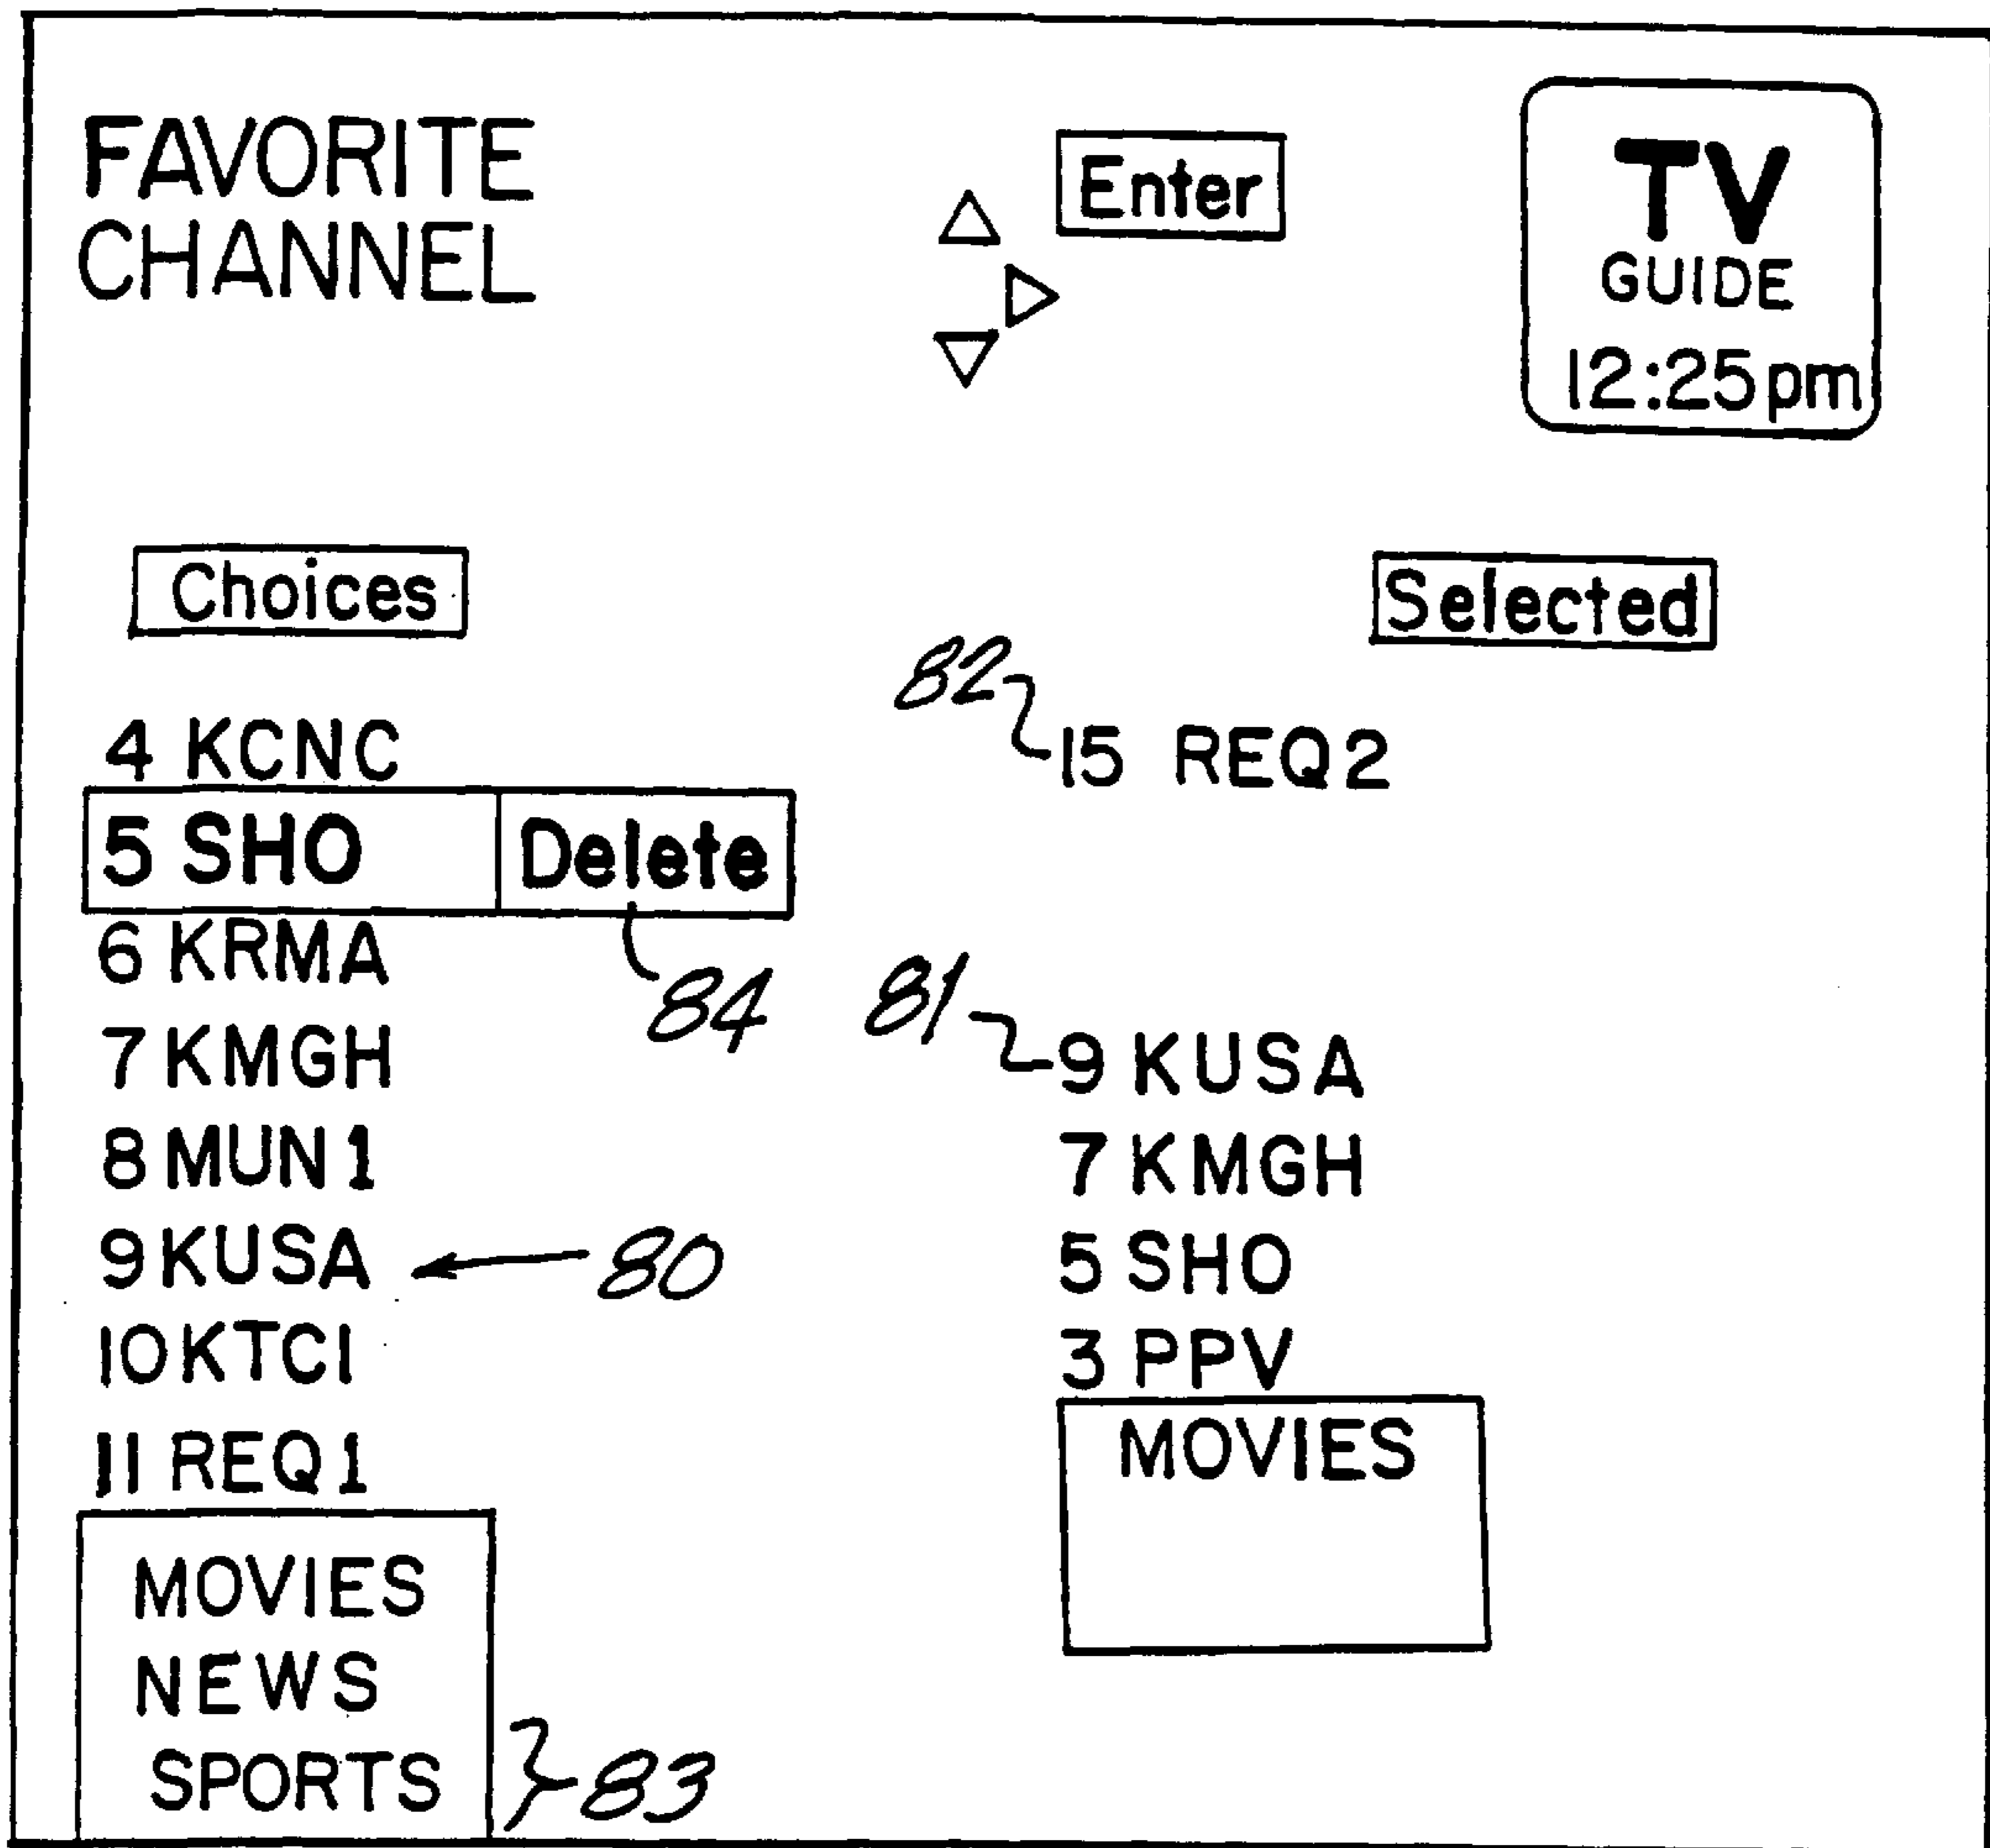 FAVORITE
CHANNEL
Enter
TV
GUIDE
12:25pm
Choices
Selected
4 KCNC
5 SHO Delete
6 KRMA
7 KMGH
8 MUN1
9 KUSA
10 KTCI
11 REQ1
MOVIES
NEWS
SPORTS
84
80
83
82
15 REQ2
81
9 KUSA
7 KMGH
5 SHO
3 PPV
MOVIES